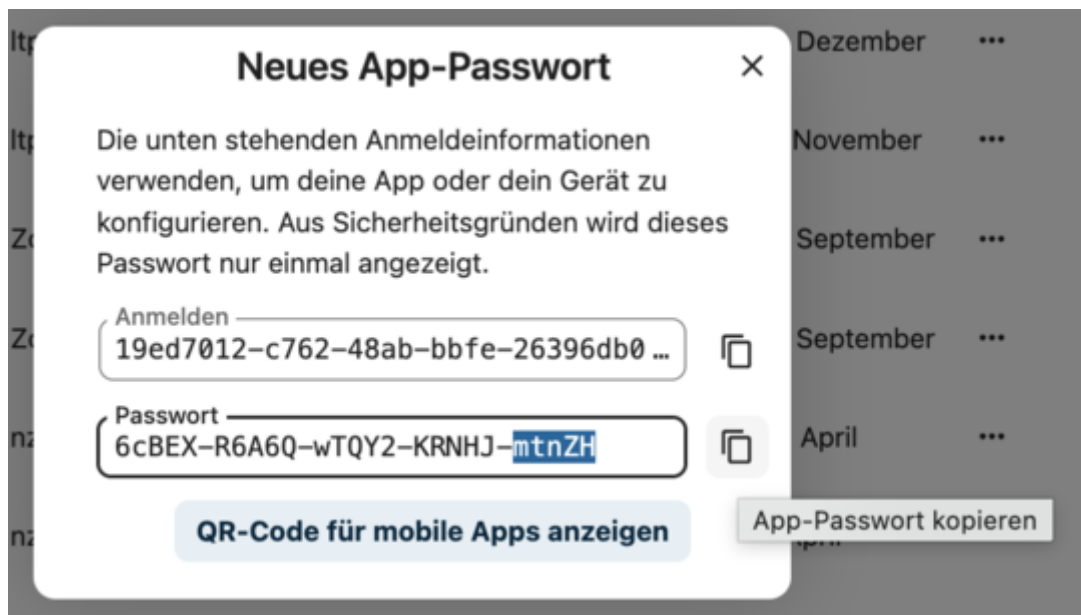 Neues App-Passwort
Die unten stehenden Anmeldeinformationen
verwenden, um deine App oder dein Gerät zu
konfigurieren. Aus Sicherheitsgründen wird dieses
Passwort nur einmal angezeigt.
Anmelden
19ed7012-c762-48ab-bbfe-26396db0 …
Passwort
6cBEX-R6A6Q-wTQY2-KRNHJ-mtnZH
QR-Code für mobile Apps anzeigen
App-Passwort kopieren
Dezember
November
September
September
April